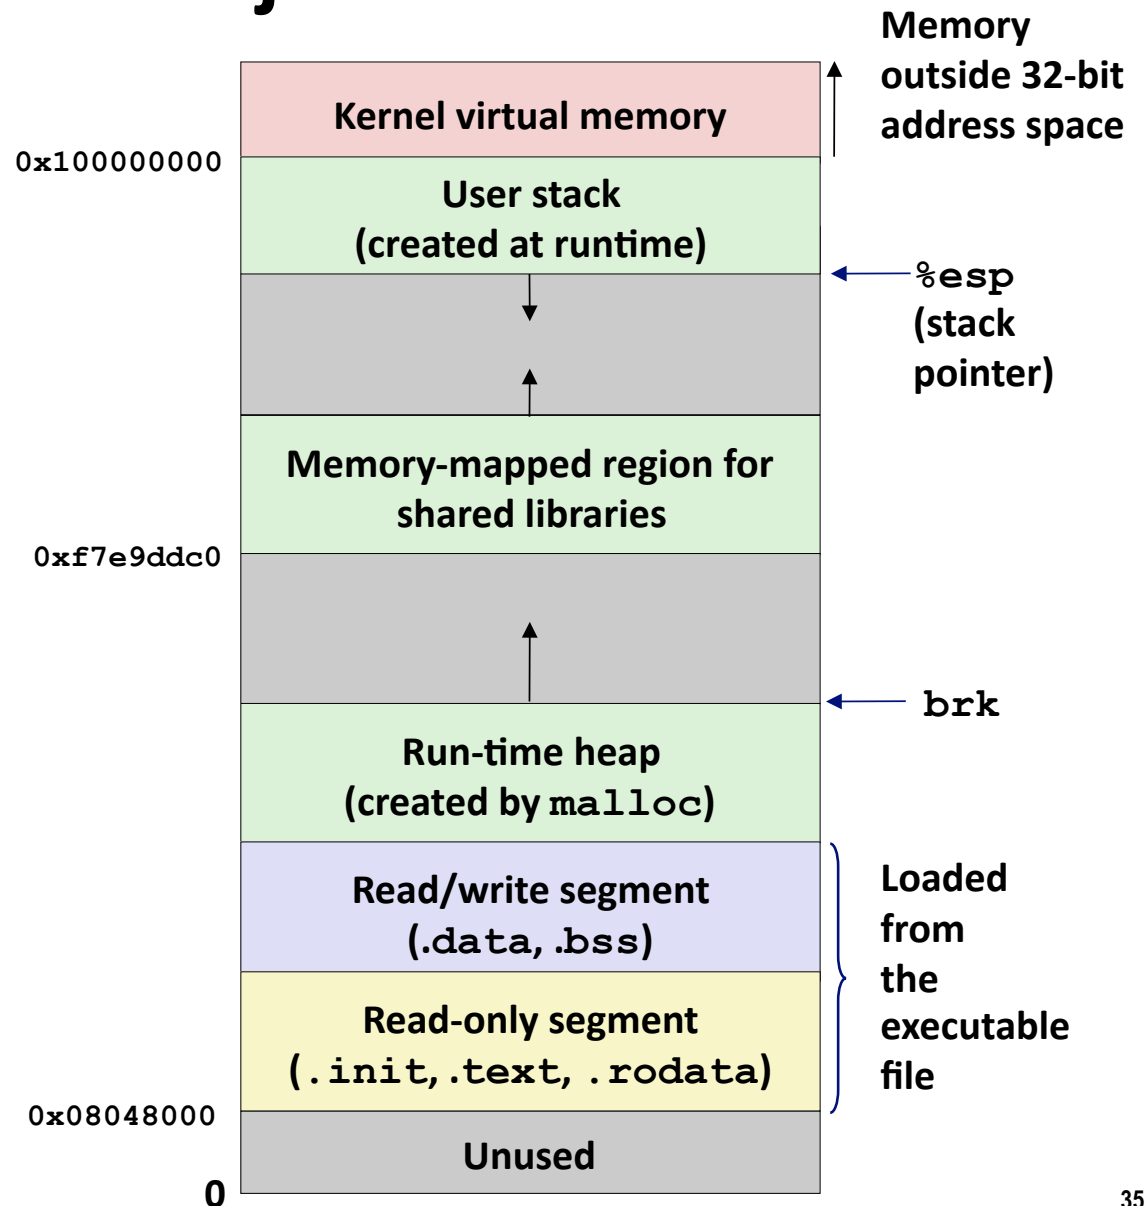 j
Memory
outside 32-bit
address space
Kernel virtual memory
0x100000000
User stack
(created at runtime)
%esp
(stack
pointer)
Memory-mapped region for
shared libraries
0xf7e9ddc0
brk
Run-time heap
(created by malloc)
Read/write segment
(.data, .bss)
Loaded
from
the
executable
file
Read-only segment
(.init, .text, .rodata)
0x08048000
Unused
0
35